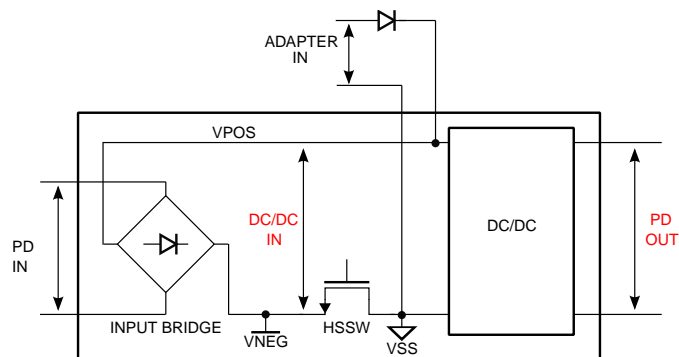 ADAPTER
IN
VPOS
PD
IN
DC/DC
IN
DC/DC
PD
OUT
INPUT BRIDGE
VNEG
HSSW
VSS